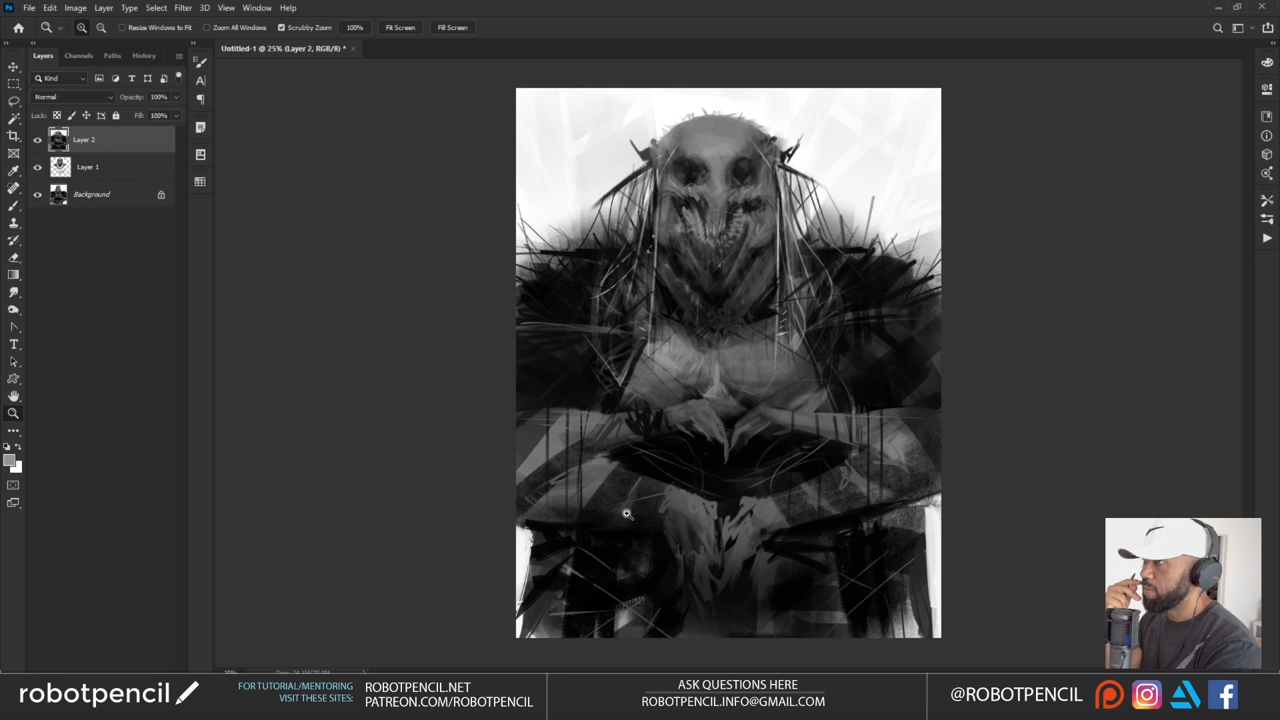 File Edit Image Layer Type Select Filter 3D View Window Help
Resize Windows to Fit Zoom All Windows Scrubby Zoom 100% Fit Screen Fill Screen
Layers Channels Paths History
Untitled-1 @ 25% (Layer 2, RGB/8) *
Kind
Normal Opacity: 100%
Lock: Fill: 100%
Layer 2
Layer 1
Background
robotpencil
FOR TUTORIAL/MENTORING
VISIT THESE SITES:
ROBOTPENCIL.NET
PATREON.COM/ROBOTPENCIL
ASK QUESTIONS HERE
ROBOTPENCIL.INFO@GMAIL.COM
@ROBOTPENCIL